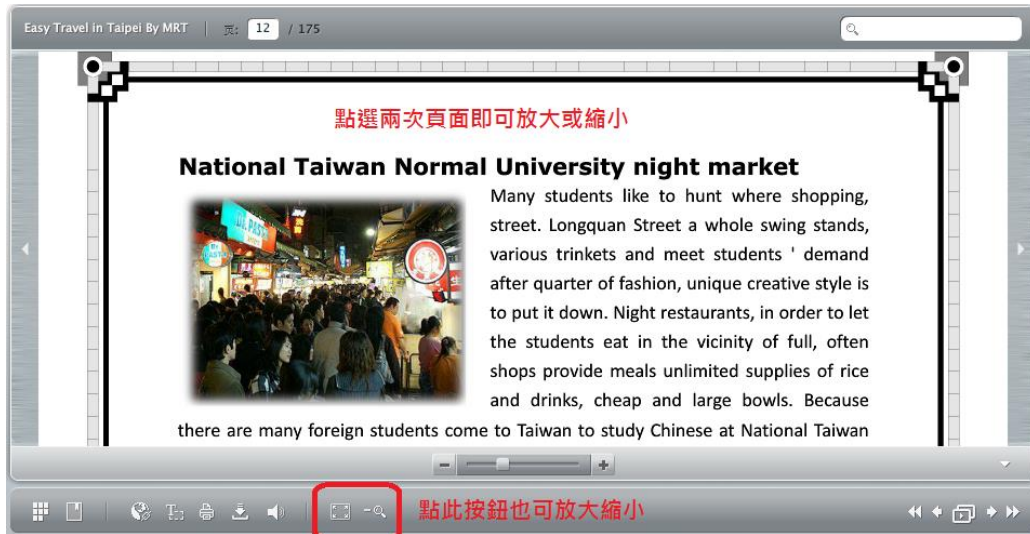 Easy Travel in Taipei By MRT 页: 12 / 175
點選兩次頁面即可放大或縮小
National Taiwan Normal University night market
Many students like to hunt where shopping,
street. Longquan Street a whole swing stands,
various trinkets and meet students ' demand
after quarter of fashion, unique creative style is
to put it down. Night restaurants, in order to let
the students eat in the vicinity of full, often
shops provide meals unlimited supplies of rice
and drinks, cheap and large bowls. Because
there are many foreign students come to Taiwan to study Chinese at National Taiwan
點此按鈕也可放大縮小